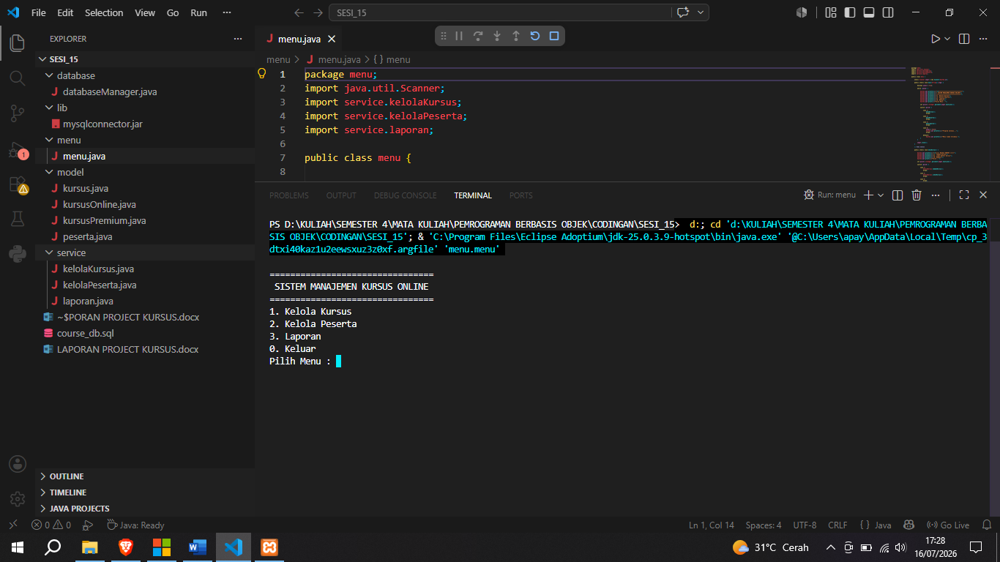 File Edit Selection View Go Run ···
SESI_15
EXPLORER
SESI_15
database
databaseManager.java
lib
mysqlconnector.jar
menu
menu.java
model
kursus.java
kursusOnline.java
kursusPremium.java
peserta.java
service
kelolaKursus.java
kelolaPeserta.java
laporan.java
~$PORAN PROJECT KURSUS.docx
course_db.sql
LAPORAN PROJECT KURSUS.docx
OUTLINE
TIMELINE
JAVA PROJECTS
1
menu.java
menu > menu.java > {} menu
1 package menu;
2 import java.util.Scanner;
3 import service.kelolaKursus;
4 import service.kelolaPeserta;
5 import service.laporan;
6
7 public class menu {
8
PROBLEMS OUTPUT DEBUG CONSOLE TERMINAL PORTS
Run: menu
PS D:\KULIAH\SEMESTER 4\MATA KULIAH\PEMROGRAMAN BERBASIS OBJEK\CODINGAN\SESI_15> d:; cd 'd:\KULIAH\SEMESTER 4\MATA KULIAH\PEMROGRAMAN BERBA
SIS OBJEK\CODINGAN\SESI_15'; & 'C:\Program Files\Eclipse Adoptium\jdk-25.0.3.9-hotspot\bin\java.exe' '@C:\Users\apay\AppData\Local\Temp\cp_3
dtxi40kaz1u2eewsxuz3z0xf.argfile' 'menu.menu'
================================
SISTEM MANAJEMEN KURSUS ONLINE
================================
1. Kelola Kursus
2. Kelola Peserta
3. Laporan
0. Keluar
Pilih Menu :
0 0 Java: Ready
Ln 1, Col 14 Spaces: 4 UTF-8 CRLF {} Java Go Live
31°C Cerah
17:28
16/07/2026